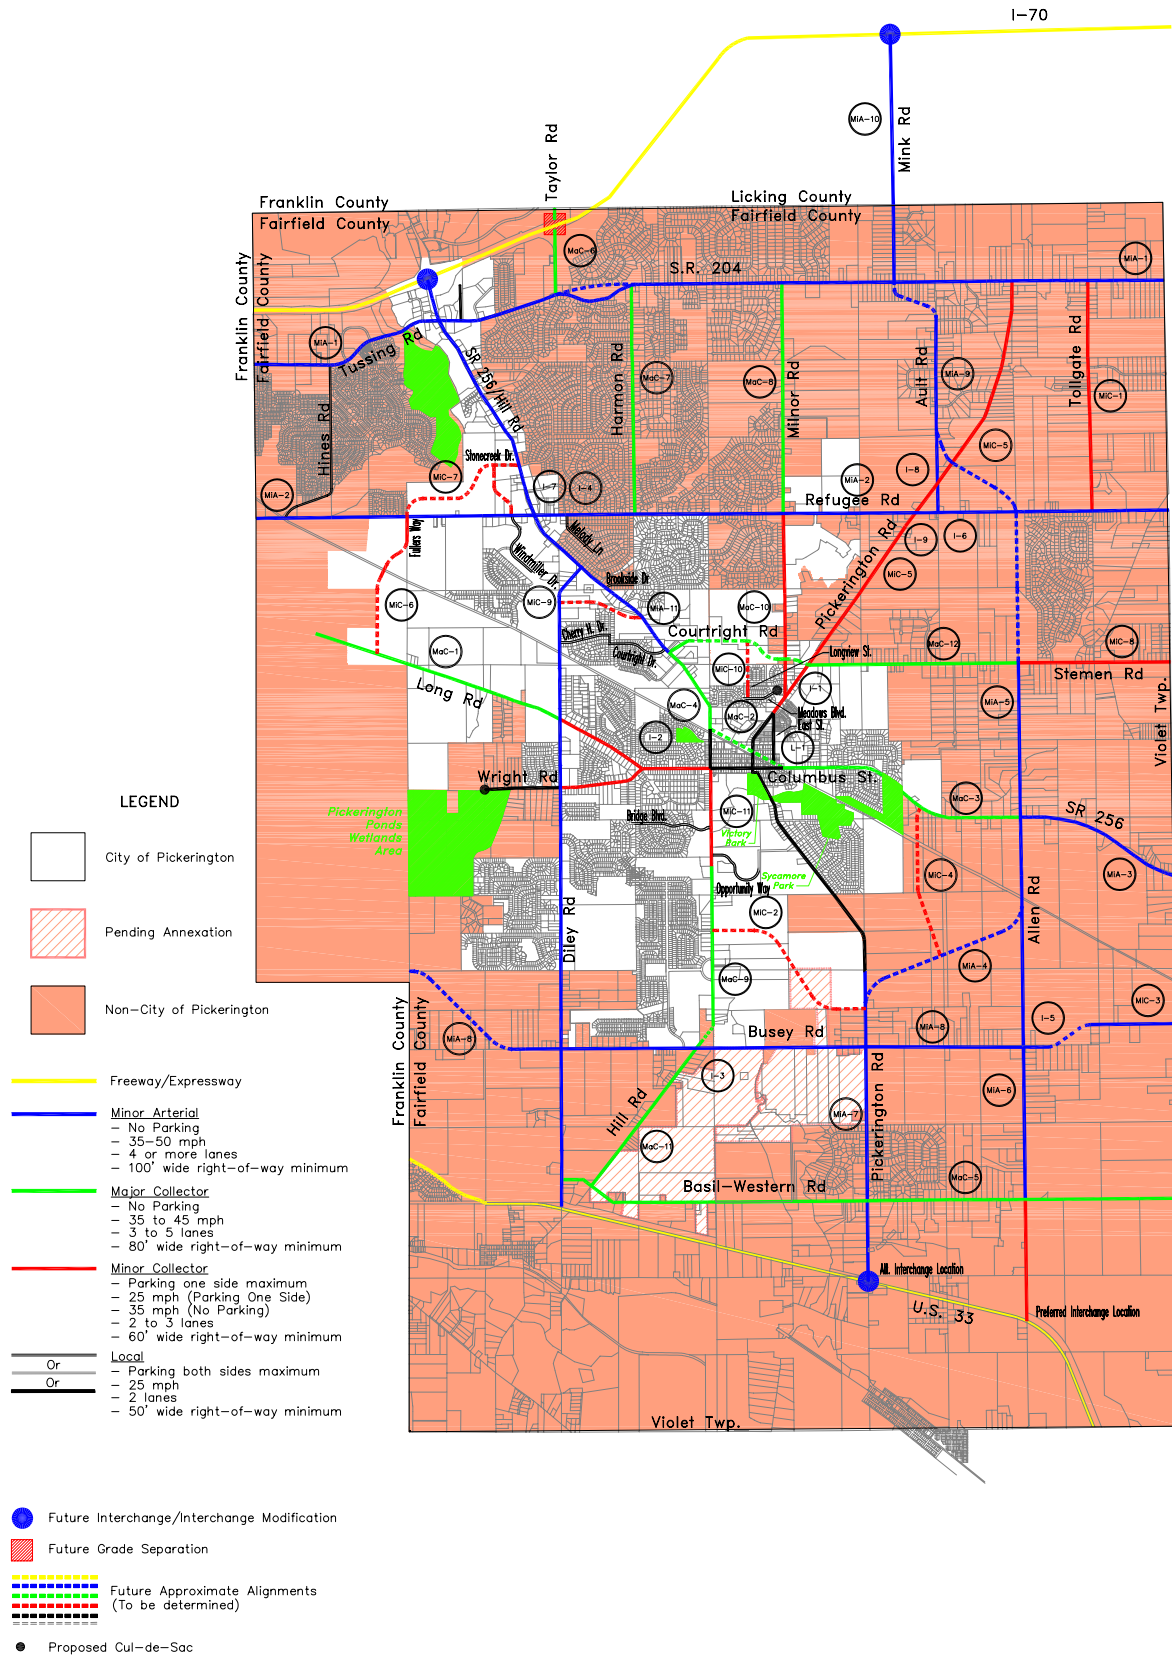 I-70
MiA-10
Mink Rd
Taylor Rd
Franklin County
Fairfield County
Licking County
Fairfield County
MaC-6
S.R. 204
MiA-1
Franklin County
Fairfield County
MiA-1
Tussing Rd
SR 256/Hill Rd
Hines Rd
Harmon Rd
MaC-7
MaC-8
Milnor Rd
Ault Rd
MiA-9
Tollgate Rd
MiC-1
MiC-5
Stonecreek Dr.
MiC-7
MiA-2
I-7
I-4
MiA-2
I-8
Refugee Rd
Fullers Way
Windmiller Dr.
Melody Ln
Brookside Dr
I-9
I-6
MiC-5
Pickerington Rd
MiC-6
MiC-9
MiA-11
MaC-10
Cherry H. Dr.
Courtright Rd
MaC-12
MiC-8
MaC-1
Courtright Dr.
Longview St.
Long Rd
MiC-10
I-1
Stemen Rd
MaC-4
MaC-2
Meadows Blvd.
East St.
MiA-5
I-2
L-1
Violet Twp.
Wright Rd
Columbus St.
MaC-3
SR 256
Pickerington
Ponds
Wetlands
Area
Bridge Blvd.
MiC-11
Victory
Park
Sycamore
Park
Opportunity Way
MiC-4
MiA-3
MiC-2
Dilley Rd
Allen Rd
MaC-9
MiA-4
MiC-3
Franklin County
Fairfield County
MiA-8
Busey Rd
MiA-8
I-5
I-3
Hill Rd
MiA-6
MiA-7
Pickerington Rd
MaC-11
Basil-Western Rd
MaC-5
Alt. Interchange Location
U.S. 33
Preferred Interchange Location
Violet Twp.
LEGEND
City of Pickerington
Pending Annexation
Non-City of Pickerington
Freeway/Expressway
Minor Arterial
- No Parking
- 35-50 mph
- 4 or more lanes
- 100' wide right-of-way minimum
Major Collector
- No Parking
- 35 to 45 mph
- 3 to 5 lanes
- 80' wide right-of-way minimum
Minor Collector
- Parking one side maximum
- 25 mph (Parking One Side)
- 35 mph (No Parking)
- 2 to 3 lanes
- 60' wide right-of-way minimum
Local
Or
- Parking both sides maximum
Or
- 25 mph
- 2 lanes
- 50' wide right-of-way minimum
Future Interchange/Interchange Modification
Future Grade Separation
Future Approximate Alignments
(To be determined)
Proposed Cul-de-Sac